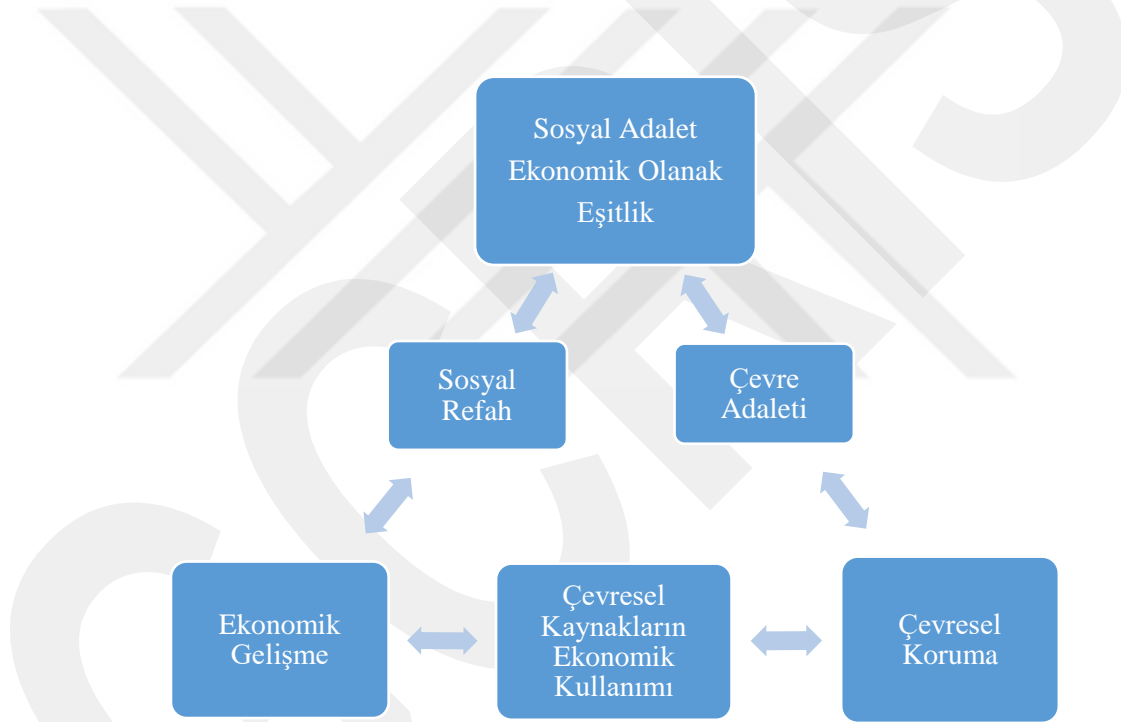 Sosyal Adalet
Ekonomik Olanak
Eşitlik
Sosyal
Refah
Çevre
Adaleti
Ekonomik
Gelişme
Çevresel
Kaynakların
Ekonomik
Kullanımı
Çevresel
Koruma